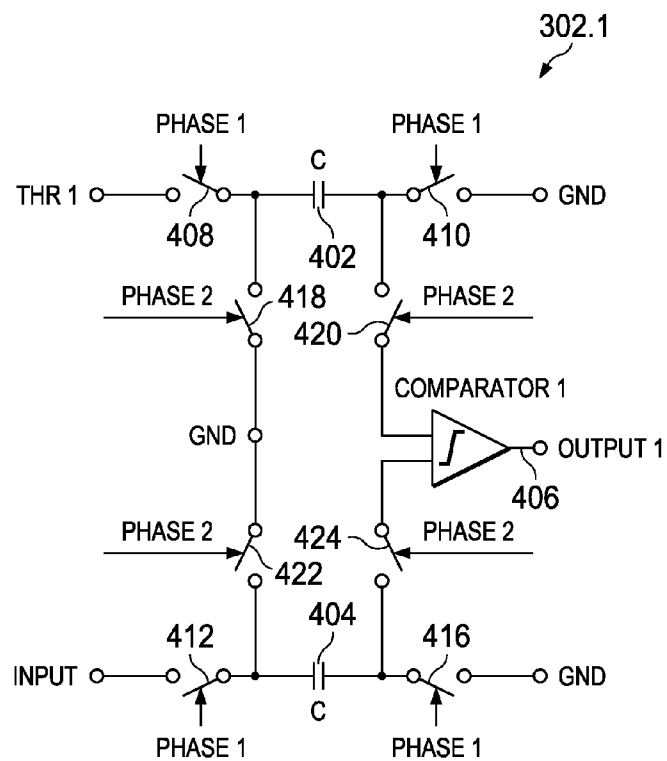 302.1
PHASE 1
PHASE 1
C
THR 1
GND
408
402
410
PHASE 2
418
420
PHASE 2
COMPARATOR 1
GND
OUTPUT 1
406
PHASE 2
422
424
PHASE 2
412
404
416
INPUT
C
GND
PHASE 1
PHASE 1